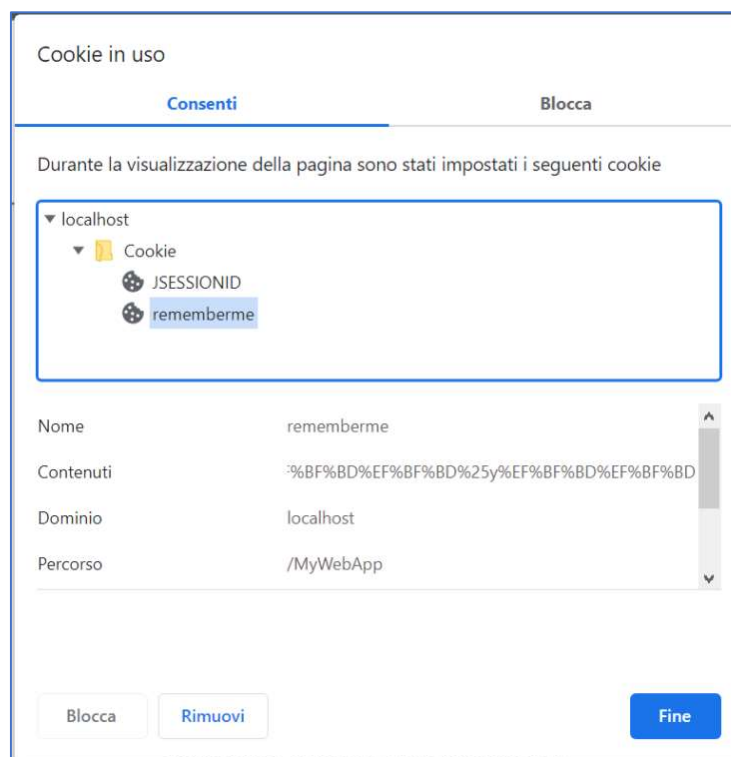 Cookie in uso
Consenti Blocca
Durante la visualizzazione della pagina sono stati impostati i seguenti cookie
localhost
Cookie
JSESSIONID
rememberme
Nome rememberme
Contenuti %BF%BD%EF%BF%BD%25y%EF%BF%BD%EF%BF%BD
Dominio localhost
Percorso /MyWebApp
Blocca Rimuovi Fine